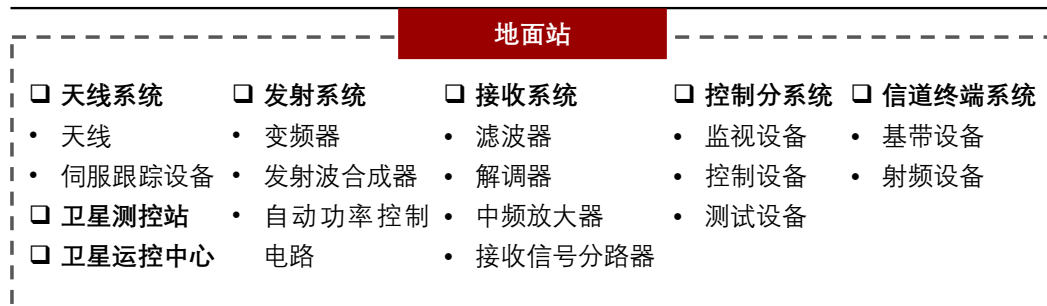 地面站
❑ 天线系统
• 天线
• 伺服跟踪设备
❑ 卫星测控站
❑ 卫星运控中心
❑ 发射系统
• 变频器
• 发射波合成器
• 自动功率控制
电路
❑ 接收系统
• 滤波器
• 解调器
• 中频放大器
• 接收信号分路器
❑ 控制分系统
• 监视设备
• 控制设备
• 测试设备
❑ 信道终端系统
• 基带设备
• 射频设备